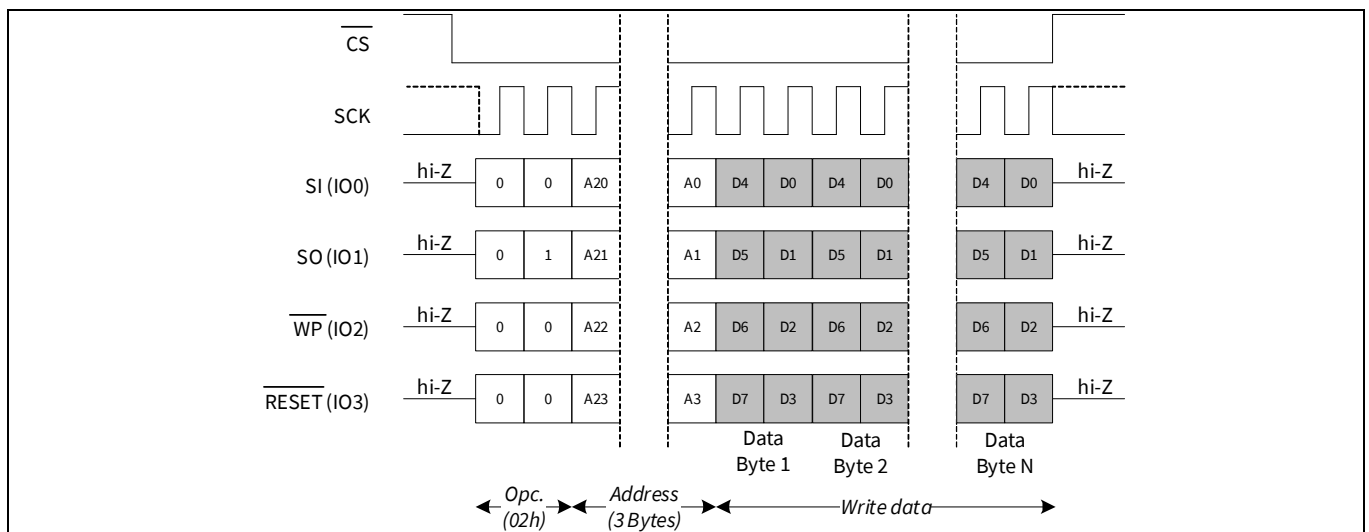 CS
SCK
SI (IO0) hi-Z 0 0 A20 A0 D4 D0 D4 D0 D4 D0 hi-Z
SO (IO1) hi-Z 0 1 A21 A1 D5 D1 D5 D1 D5 D1 hi-Z
WP (IO2) hi-Z 0 0 A22 A2 D6 D2 D6 D2 D6 D2 hi-Z
RESET (IO3) hi-Z 0 0 A23 A3 D7 D3 D7 D3 D7 D3 hi-Z
Data Data Data
Byte 1 Byte 2 Byte N
Opc. Address Write data
(02h) (3 Bytes)